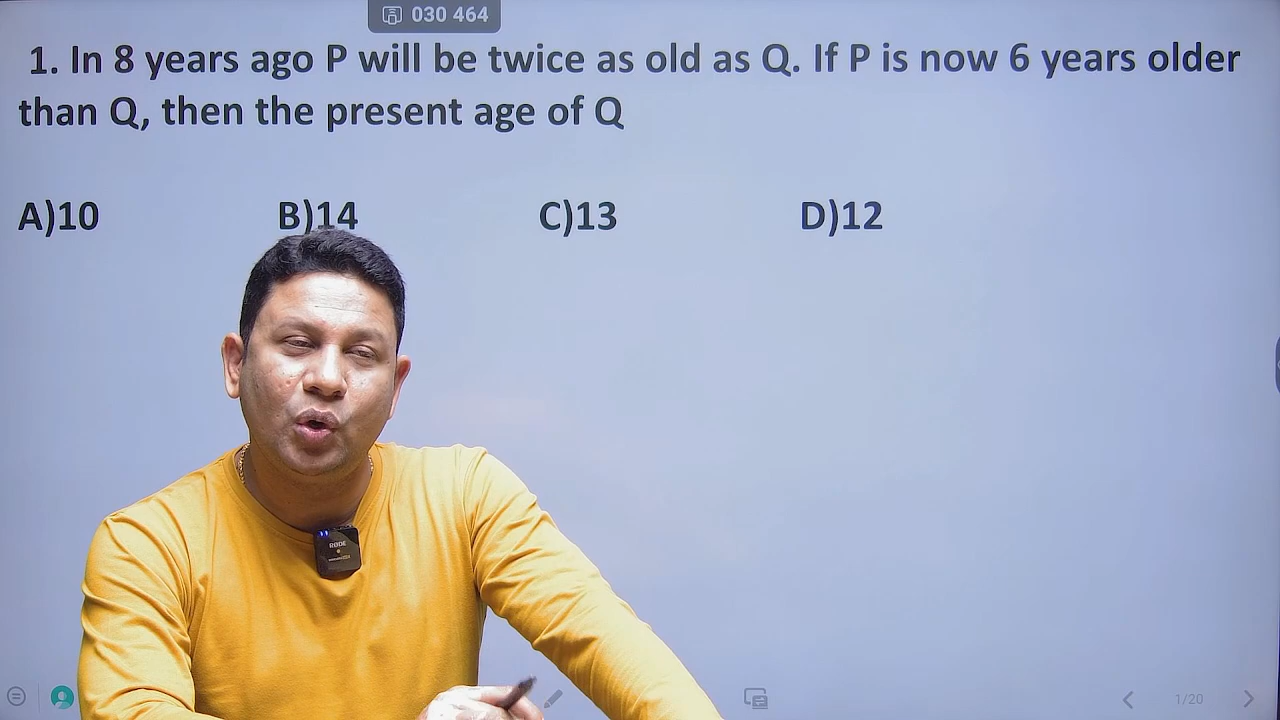 030 464
1. In 8 years ago P will be twice as old as Q. If P is now 6 years older
than Q, then the present age of Q
A)10 B)14 C)13 D)12
RØDE
1/20